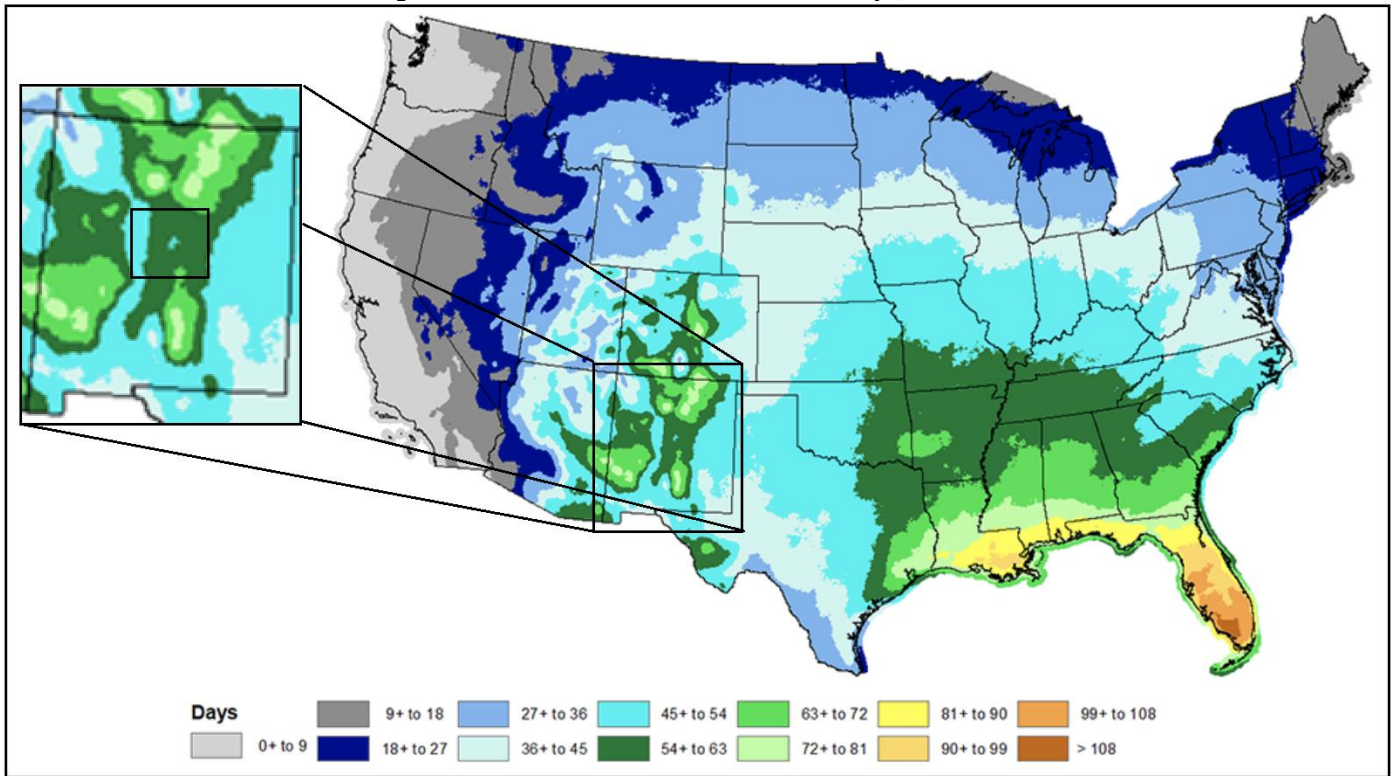 Days
0+ to 9
9+ to 18
18+ to 27
27+ to 36
36+ to 45
45+ to 54
54+ to 63
63+ to 72
72+ to 81
81+ to 90
90+ to 99
99+ to 108
> 108